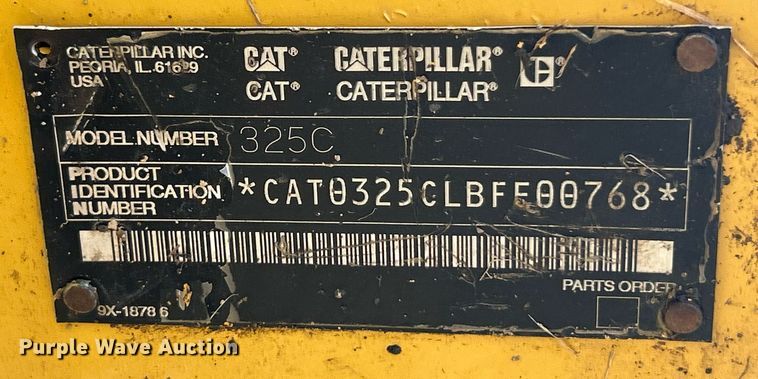 CATERPILLAR INC.
PEORIA, IL. 61629
USA
CAT® CATERPILLAR®
CAT® CATERPILLAR®
MODEL NUMBER 325C
PRODUCT
IDENTIFICATION
NUMBER
*CAT0325CLBFE00768*
PARTS ORDER
9X-1878 6
Purple Wave Auction